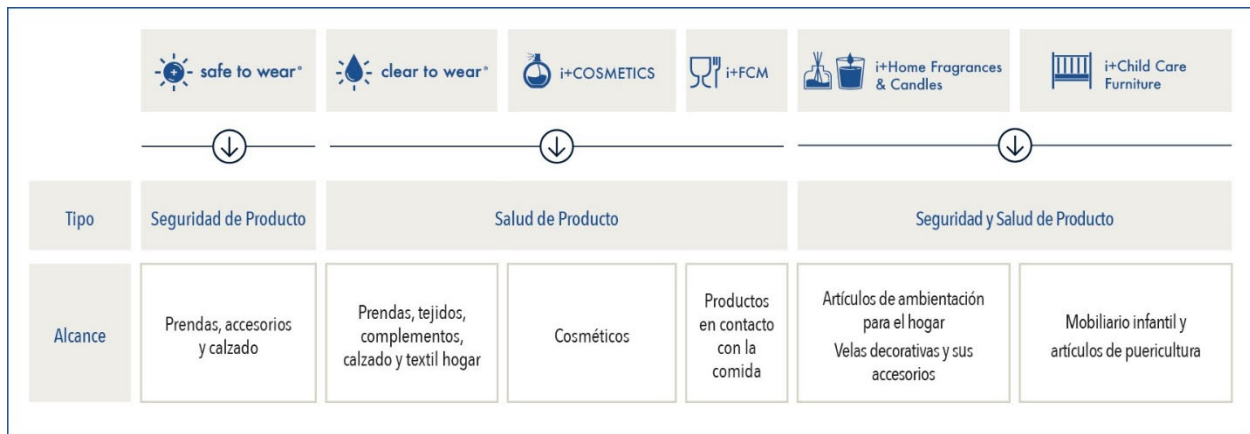 safe to wear®
clear to wear®
i+COSMETICS
i+FCM
i+Home Fragrances
& Candles
i+Child Care
Furniture
Tipo
Seguridad de Producto
Salud de Producto
Seguridad y Salud de Producto
Alcance
Prendas, accesorios
y calzado
Prendas, tejidos,
complementos,
calzado y textil hogar
Cosméticos
Productos
en contacto
con la
comida
Artículos de ambientación
para el hogar
Velas decorativas y sus
accesorios
Mobiliario infantil y
artículos de puericultura